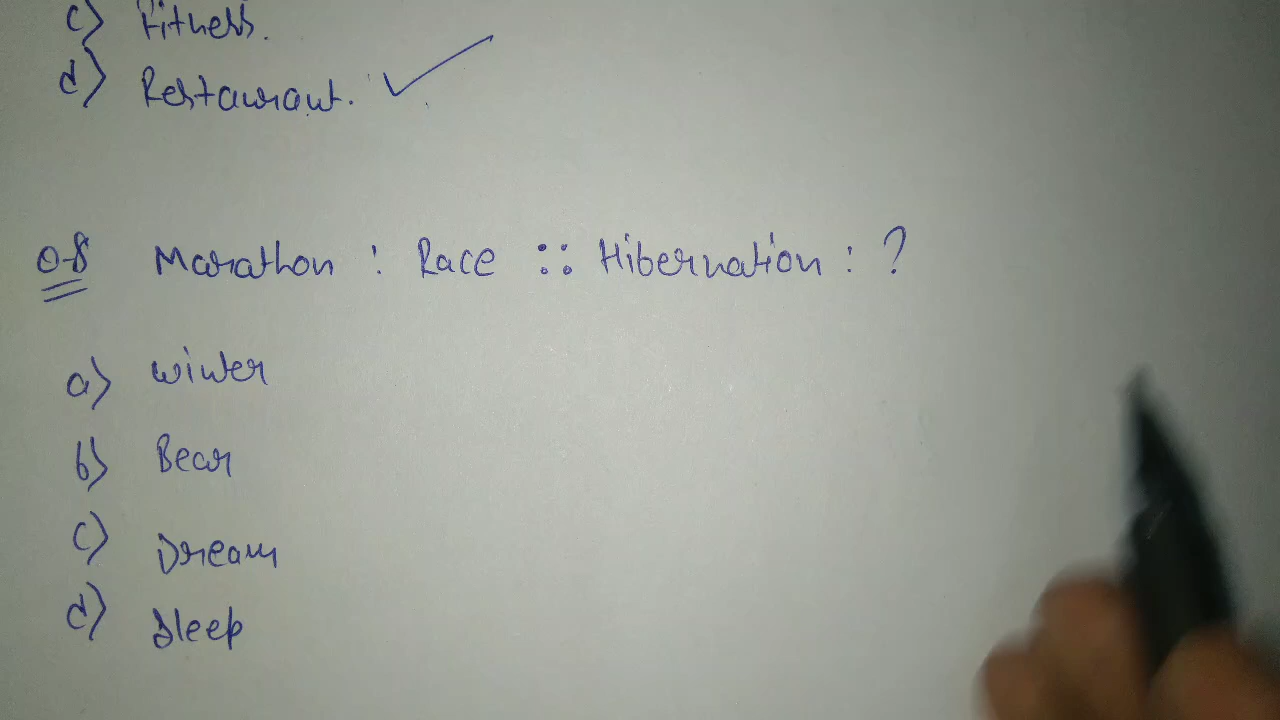 c) Fitness.
d) Restaurant. ✓
Q-8 Marathon : Race :: Hibernation : ?
a) winter
b) Bear
c) Dream
d) Sleep